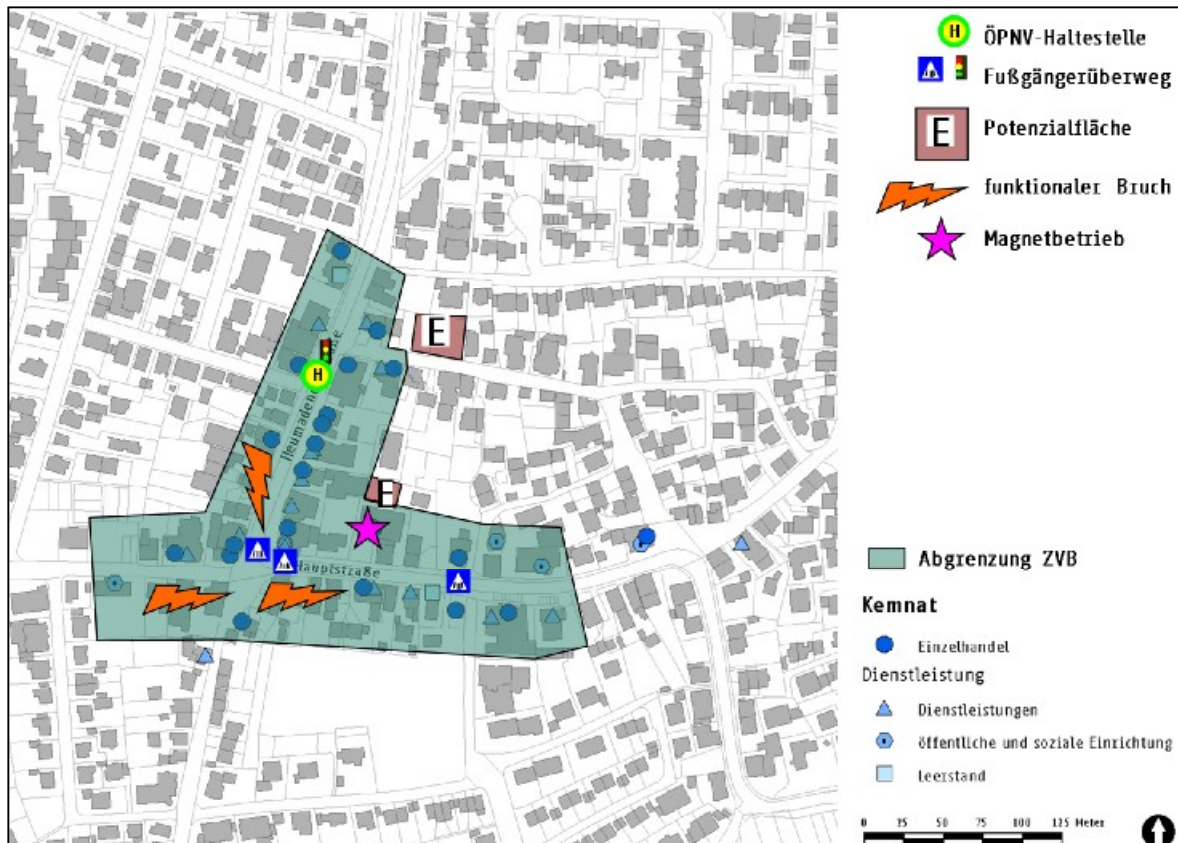 H
ÖPNV-Haltestelle
Fußgängerüberweg
E
Potenzialfläche
funktionaler Bruch
Magnetbetrieb
E
H
E
Hauptstraße
Abgrenzung ZVB
Kemnat
Einzelhandel
Dienstleistung
Dienstleistungen
öffentliche und soziale Einrichtung
Leerstand
0 25 50 75 100 125 Meter